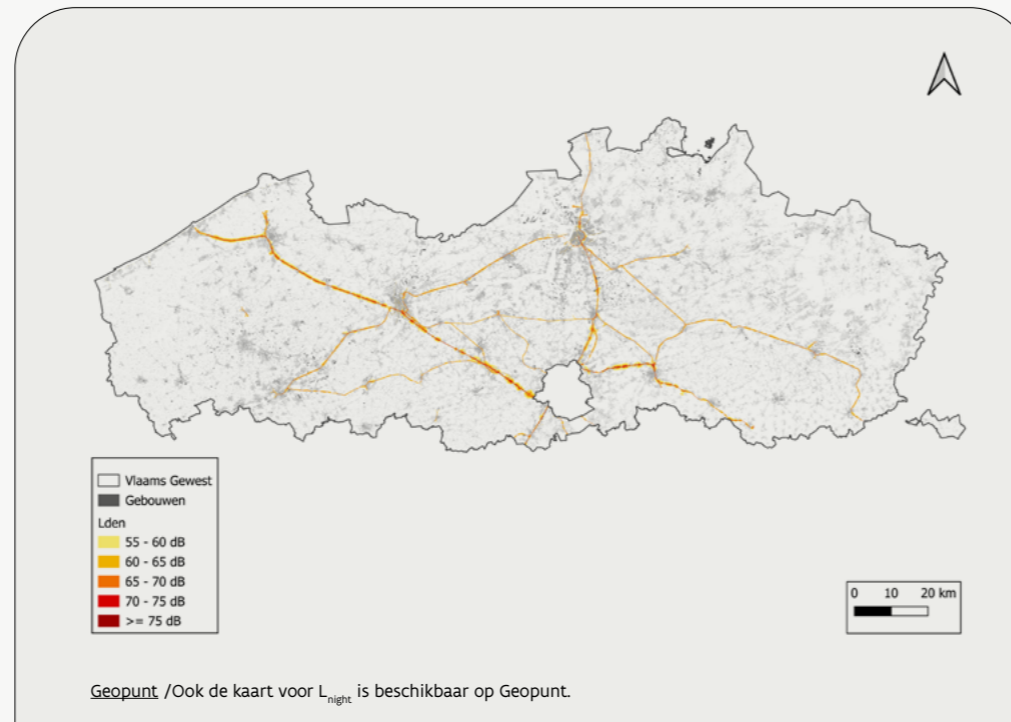 Vlaams Gewest
Gebouwen
Lden
55 - 60 dB
60 - 65 dB
65 - 70 dB
70 - 75 dB
>= 75 dB
0 10 20 km
Geopunt /Ook de kaart voor Lnight is beschikbaar op Geopunt.